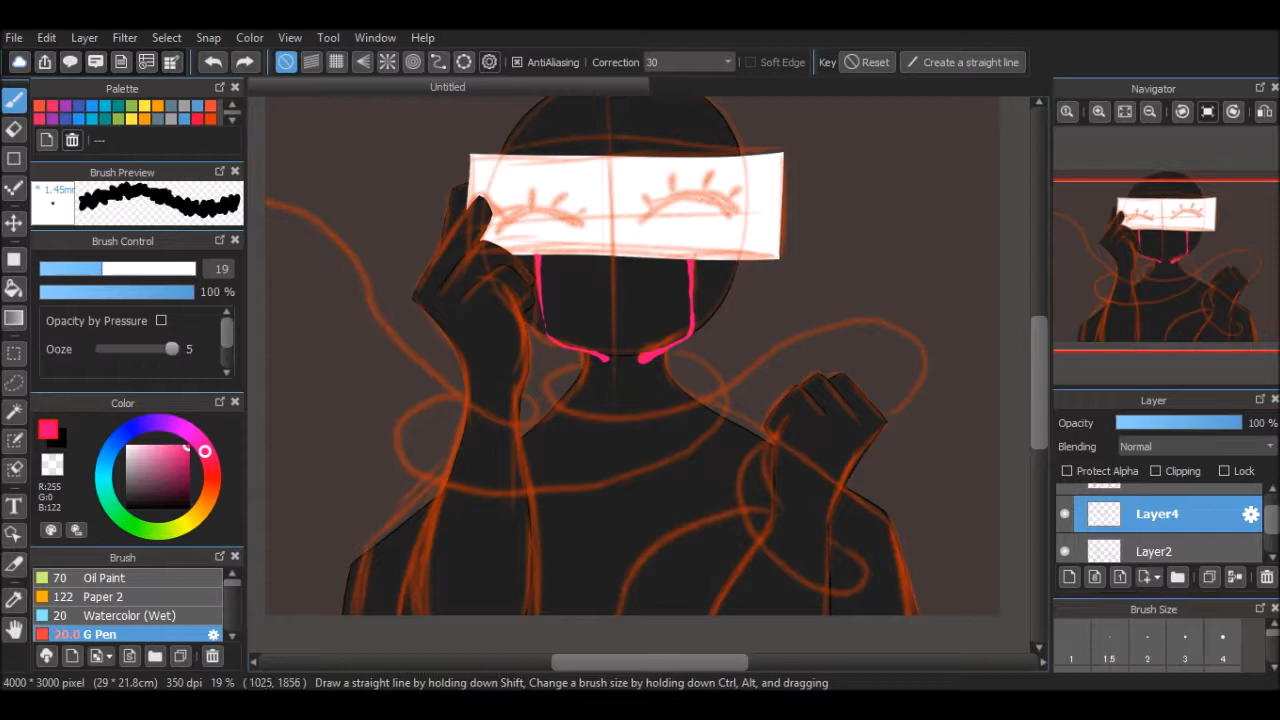 File Edit Layer Filter Select Snap Color View Tool Window Help
AntiAliasing Correction 30 Soft Edge Key Reset Create a straight line
Palette
Untitled
Navigator
---
Brush Preview
* 1.45mm
Brush Control
19
100 %
Opacity by Pressure
Ooze 5
Color
R:255
G:0
B:122
Brush
70 Oil Paint
122 Paper 2
20 Watercolor (Wet)
20.0 G Pen
Layer
Opacity 100 %
Blending Normal
Protect Alpha Clipping Lock
Layer4
Layer2
Brush Size
1 1.5 2 3 4
4000 * 3000 pixel (29 * 21.8cm) 350 dpi 19 % ( 1025, 1856 ) Draw a straight line by holding down Shift, Change a brush size by holding down Ctrl, Alt, and dragging